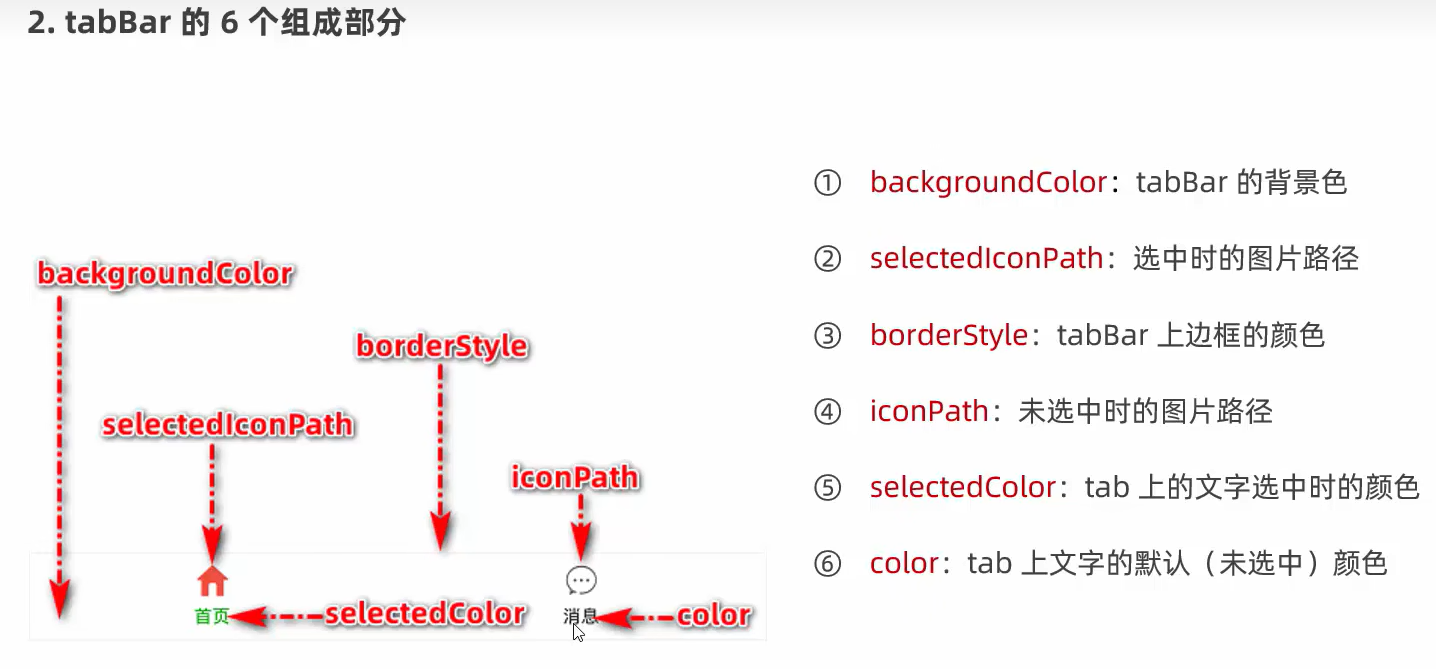 2. tabBar 的 6 个组成部分
backgroundColor
borderStyle
selectedIconPath
iconPath
首页
selectedColor
消息
color
① backgroundColor：tabBar 的背景色
② selectedIconPath：选中时的图片路径
③ borderStyle：tabBar 上边框的颜色
④ iconPath：未选中时的图片路径
⑤ selectedColor：tab 上的文字选中时的颜色
⑥ color：tab 上文字的默认（未选中）颜色